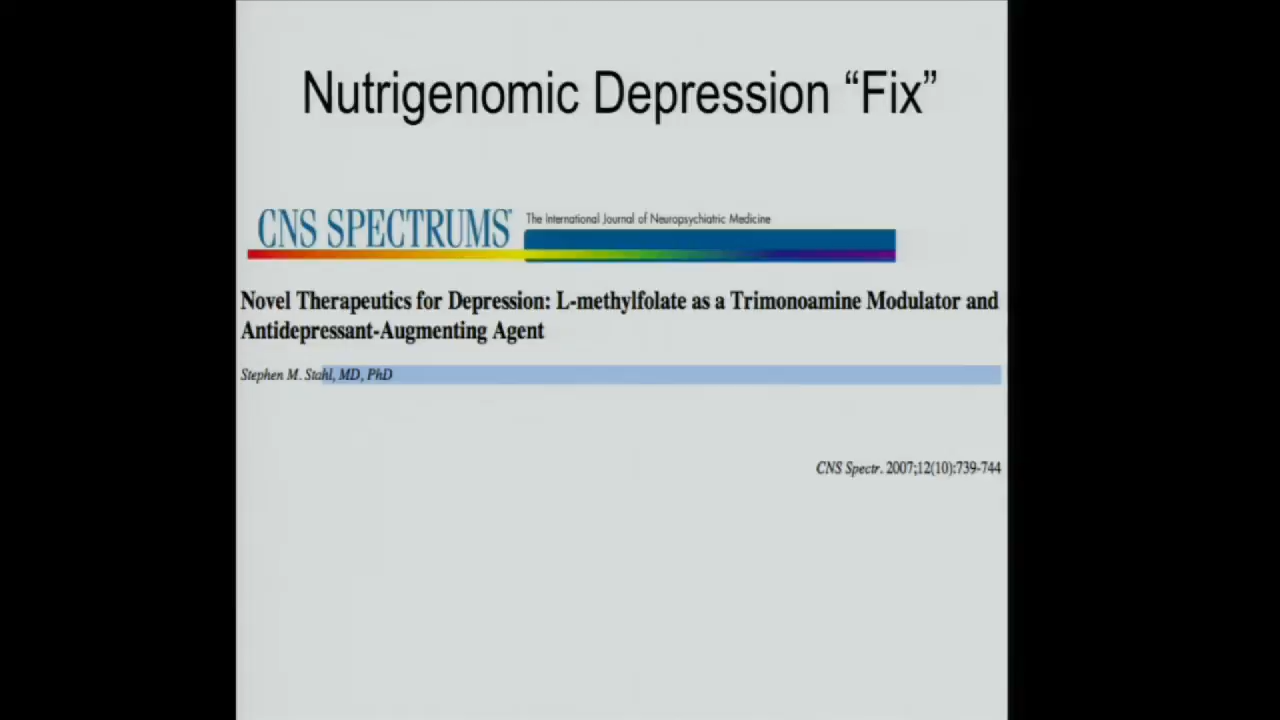 Nutrigenomic Depression “Fix”
CNS SPECTRUMS
The International Journal of Neuropsychiatric Medicine
Novel Therapeutics for Depression: L-methylfolate as a Trimonoamine Modulator and
Antidepressant-Augmenting Agent
Stephen M. Stahl, MD, PhD
CNS Spectr. 2007;12(10):739-744